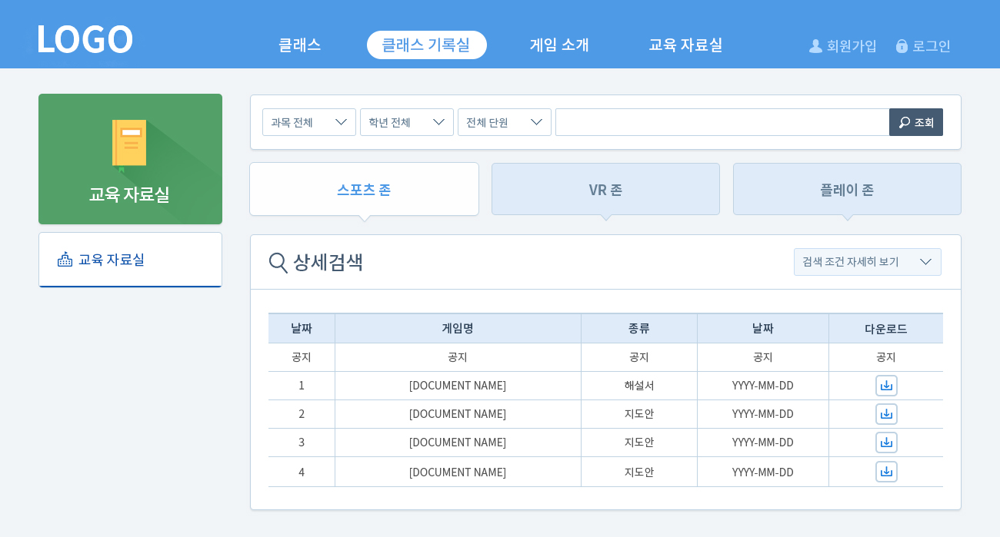 LOGO
클래스 클래스 기록실 게임 소개 교육 자료실 회원가입 로그인
교육 자료실
교육 자료실
과목 전체 학년 전체 전체 단원 조회
스포츠 존 VR 존 플레이 존
상세검색 검색 조건 자세히 보기
날짜 게임명 종류 날짜 다운로드
공지 공지 공지 공지 공지
1 [DOCUMENT NAME] 해설서 YYYY-MM-DD
2 [DOCUMENT NAME] 지도안 YYYY-MM-DD
3 [DOCUMENT NAME] 지도안 YYYY-MM-DD
4 [DOCUMENT NAME] 지도안 YYYY-MM-DD